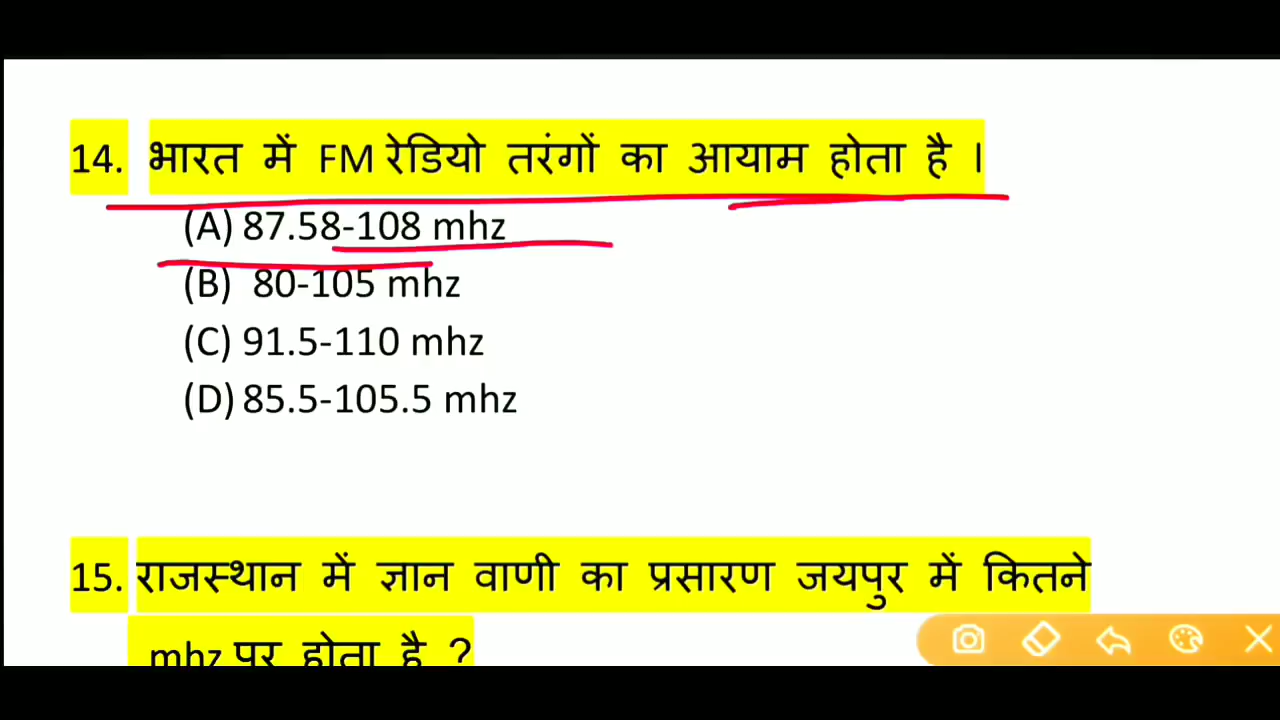 14. भारत में FM रेडियो तरंगों का आयाम होता है ।
(A) 87.58-108 mhz
(B) 80-105 mhz
(C) 91.5-110 mhz
(D) 85.5-105.5 mhz
15. राजस्थान में ज्ञान वाणी का प्रसारण जयपुर में कितने
mhz पर होता है ?